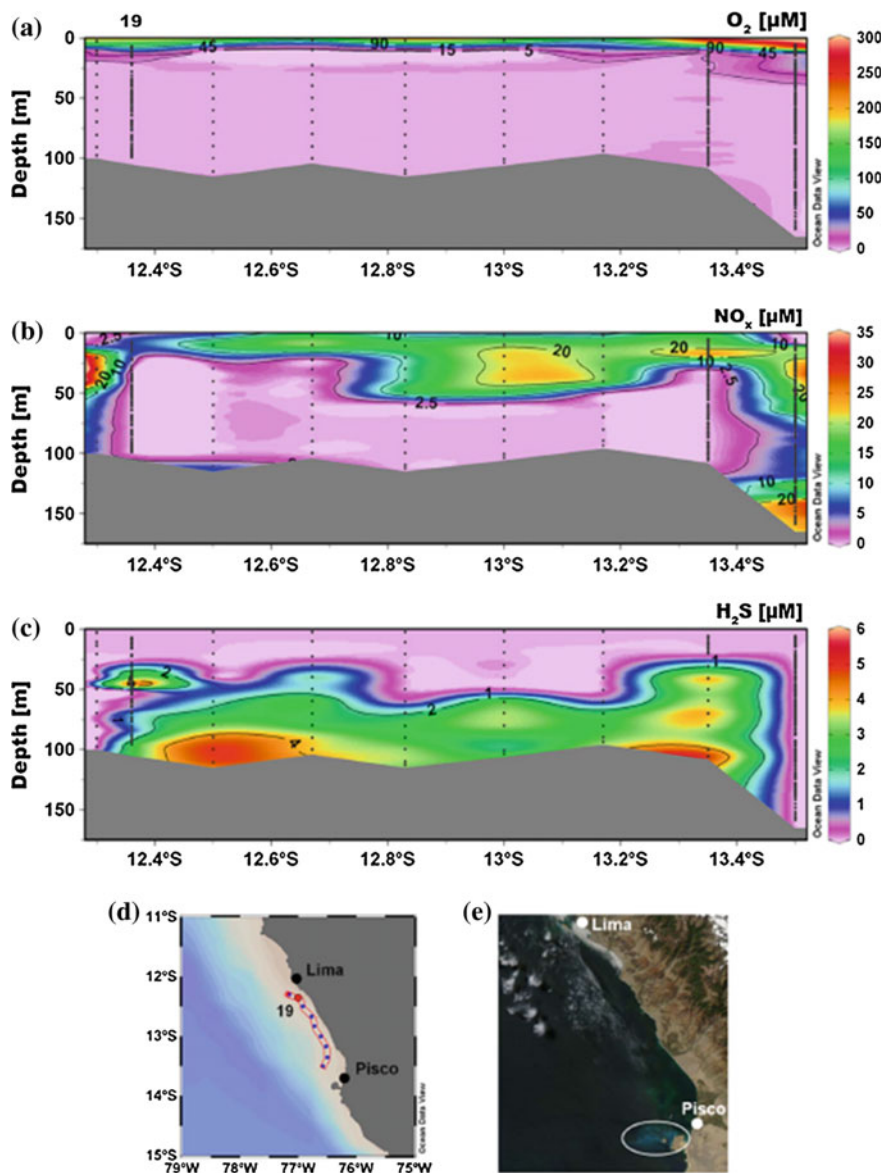 (a) 19 O₂ [µM]
45 90 15 5 90 45
Depth [m]
0
50
100
150
12.4°S 12.6°S 12.8°S 13°S 13.2°S 13.4°S
300
250
200
150
100
50
0
Ocean Data View
(b) NOₓ [µM]
2.5 10 20 10 2.5 20 20 10 2.5 10 20 10 20
Depth [m]
0
50
100
150
12.4°S 12.6°S 12.8°S 13°S 13.2°S 13.4°S
35
30
25
20
15
10
5
0
Ocean Data View
(c) H₂S [µM]
4 2 1 4 2 1 1
Depth [m]
0
50
100
150
12.4°S 12.6°S 12.8°S 13°S 13.2°S 13.4°S
6
5
4
3
2
1
0
Ocean Data View
(d)
11°S
12°S
13°S
14°S
15°S
Lima
19
Pisco
79°W 78°W 77°W 76°W 75°W
Ocean Data View
(e)
Lima
Pisco